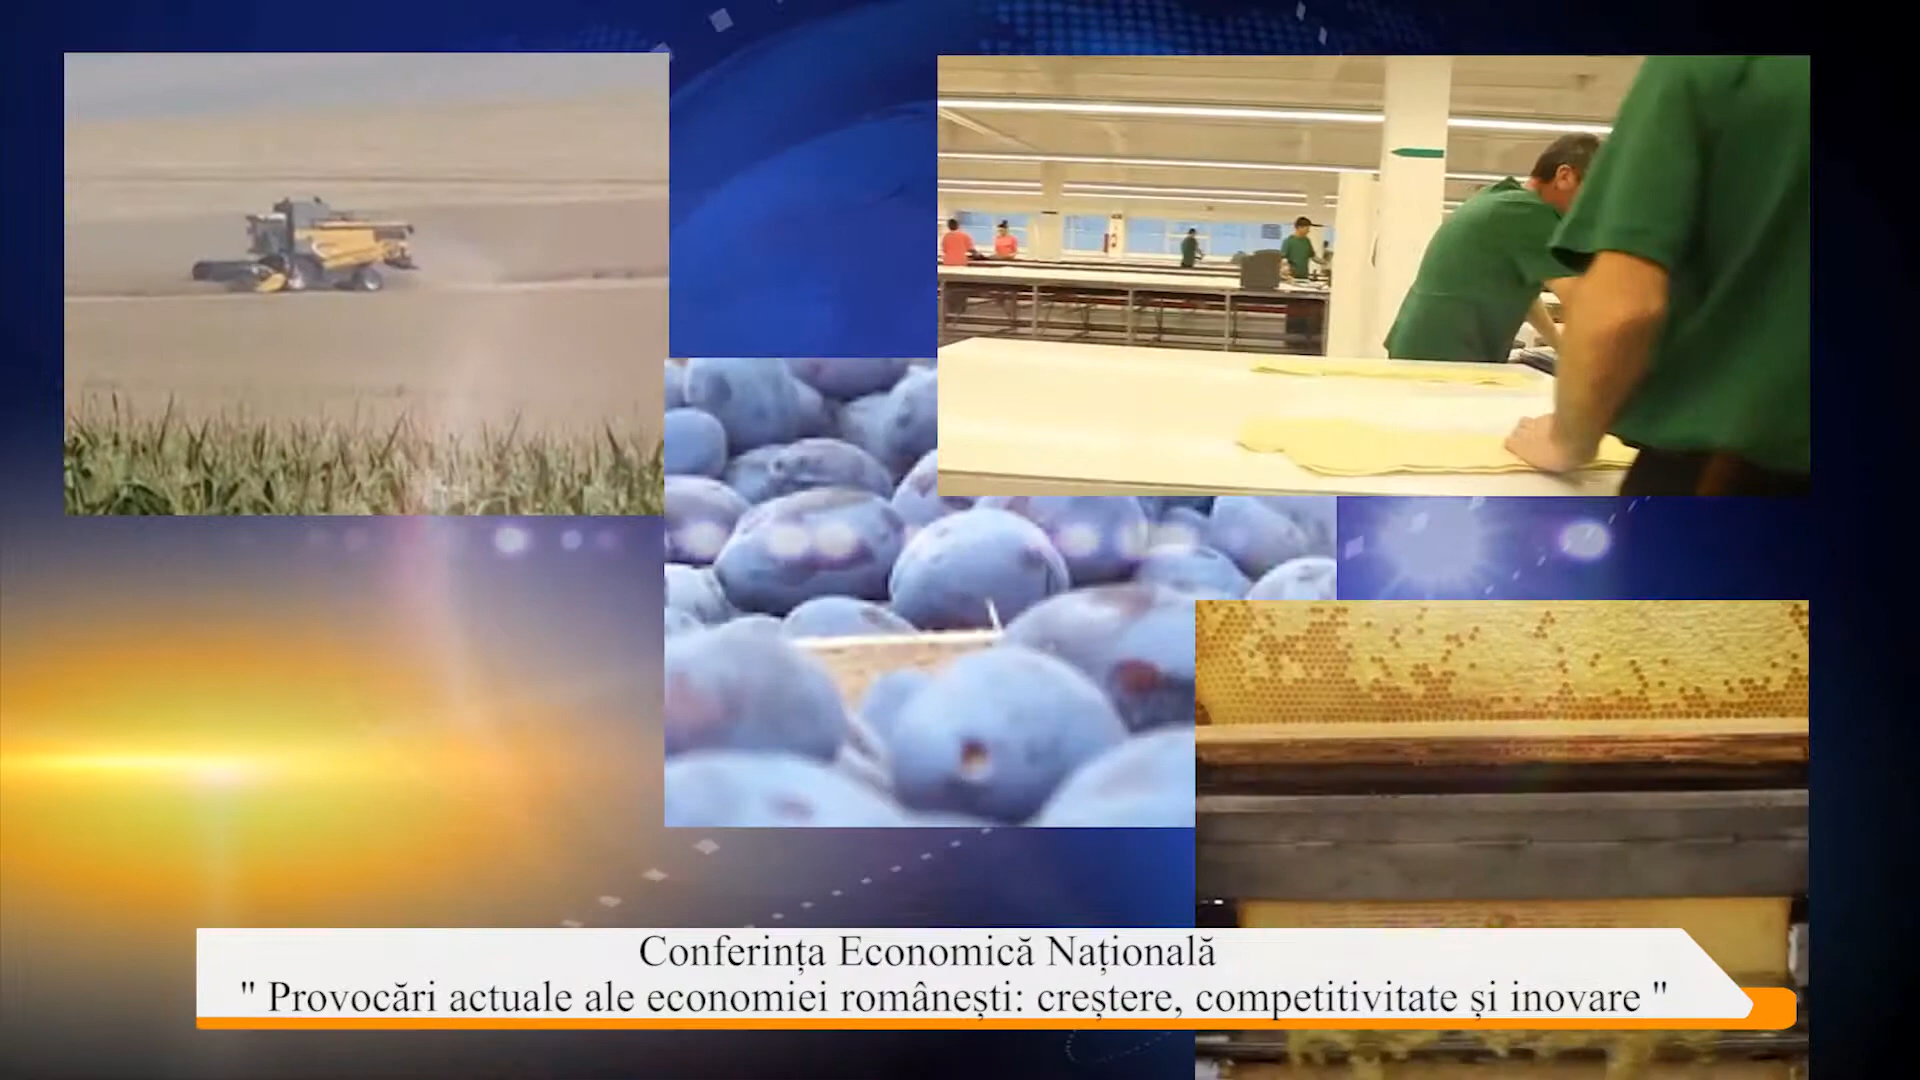 Conferința Economică Națională
" Provocări actuale ale economiei românești: creștere, competitivitate și inovare "